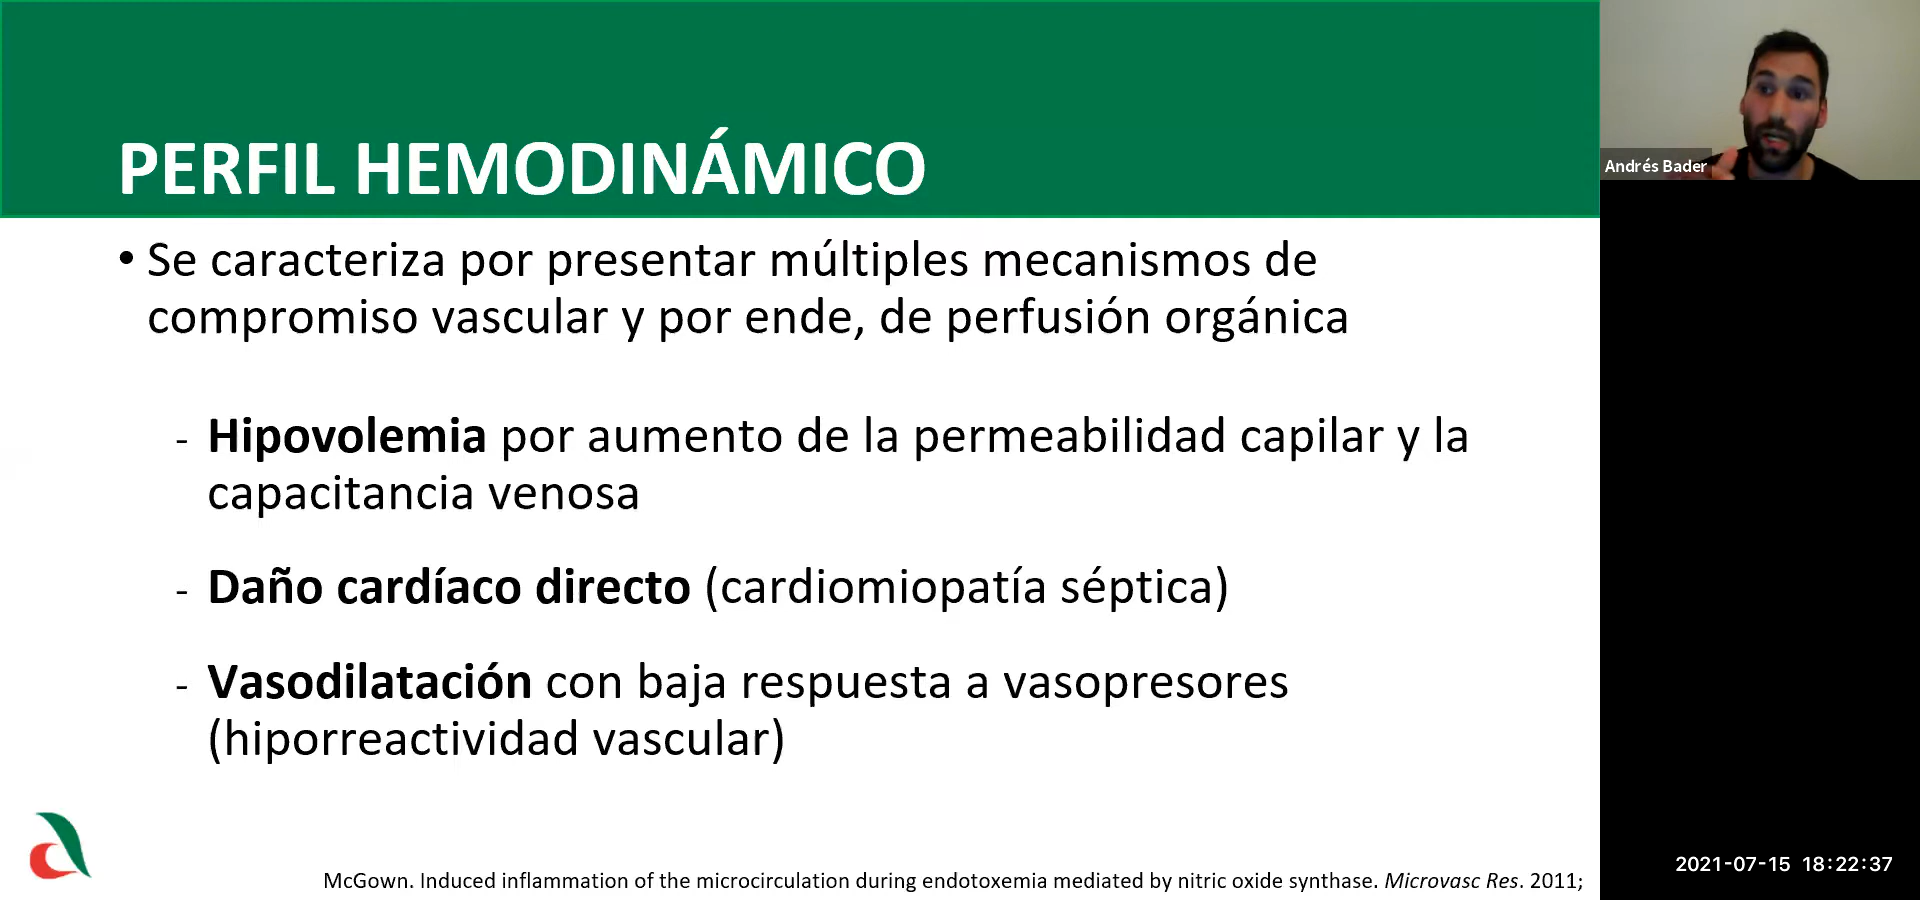 PERFIL HEMODINÁMICO
Andrés Bader
• Se caracteriza por presentar múltiples mecanismos de
compromiso vascular y por ende, de perfusión orgánica
- Hipovolemia por aumento de la permeabilidad capilar y la
capacitancia venosa
- Daño cardíaco directo (cardiomiopatía séptica)
- Vasodilatación con baja respuesta a vasopresores
(hiporreactividad vascular)
McGown. Induced inflammation of the microcirculation during endotoxemia mediated by nitric oxide synthase. Microvasc Res. 2011;
2021-07-15 18:22:37